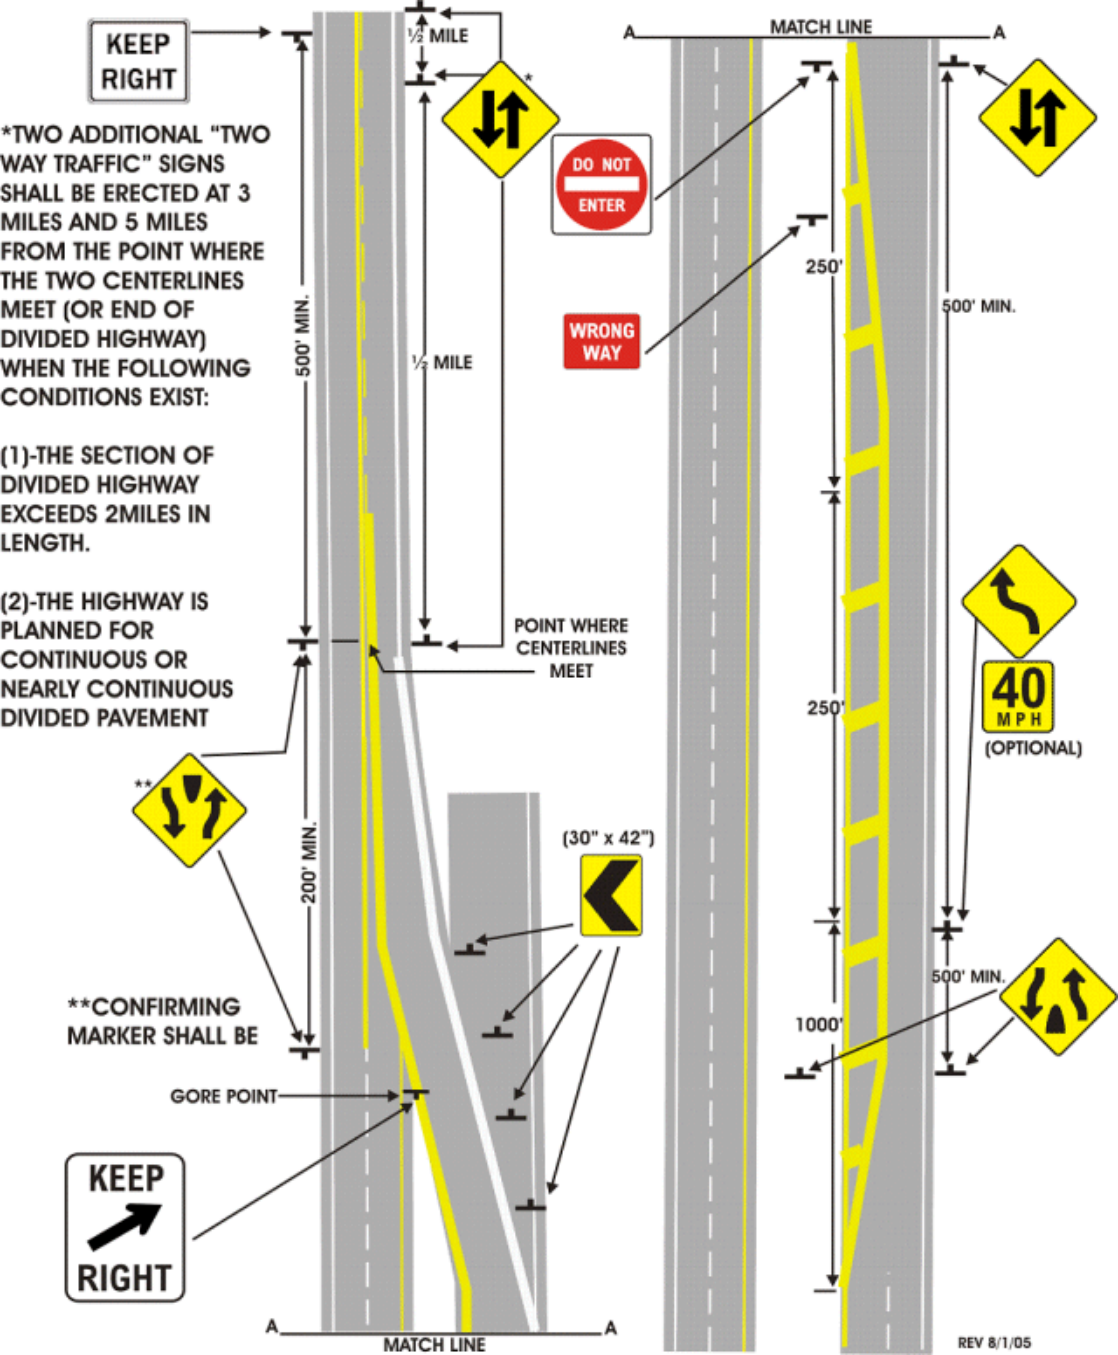 KEEP
RIGHT
*TWO ADDITIONAL "TWO
WAY TRAFFIC" SIGNS
SHALL BE ERECTED AT 3
MILES AND 5 MILES
FROM THE POINT WHERE
THE TWO CENTERLINES
MEET (OR END OF
DIVIDED HIGHWAY)
WHEN THE FOLLOWING
CONDITIONS EXIST:
(1)-THE SECTION OF
DIVIDED HIGHWAY
EXCEEDS 2MILES IN
LENGTH.
(2)-THE HIGHWAY IS
PLANNED FOR
CONTINUOUS OR
NEARLY CONTINUOUS
DIVIDED PAVEMENT
**
**CONFIRMING
MARKER SHALL BE
GORE POINT
KEEP
RIGHT
500' MIN.
200' MIN.
½ MILE
*
½ MILE
POINT WHERE
CENTERLINES
MEET
(30" x 42")
A
A
MATCH LINE
MATCH LINE
A
A
DO NOT
ENTER
WRONG
WAY
250'
500' MIN.
250'
40
MPH
(OPTIONAL)
500' MIN.
1000'
REV 8/1/05